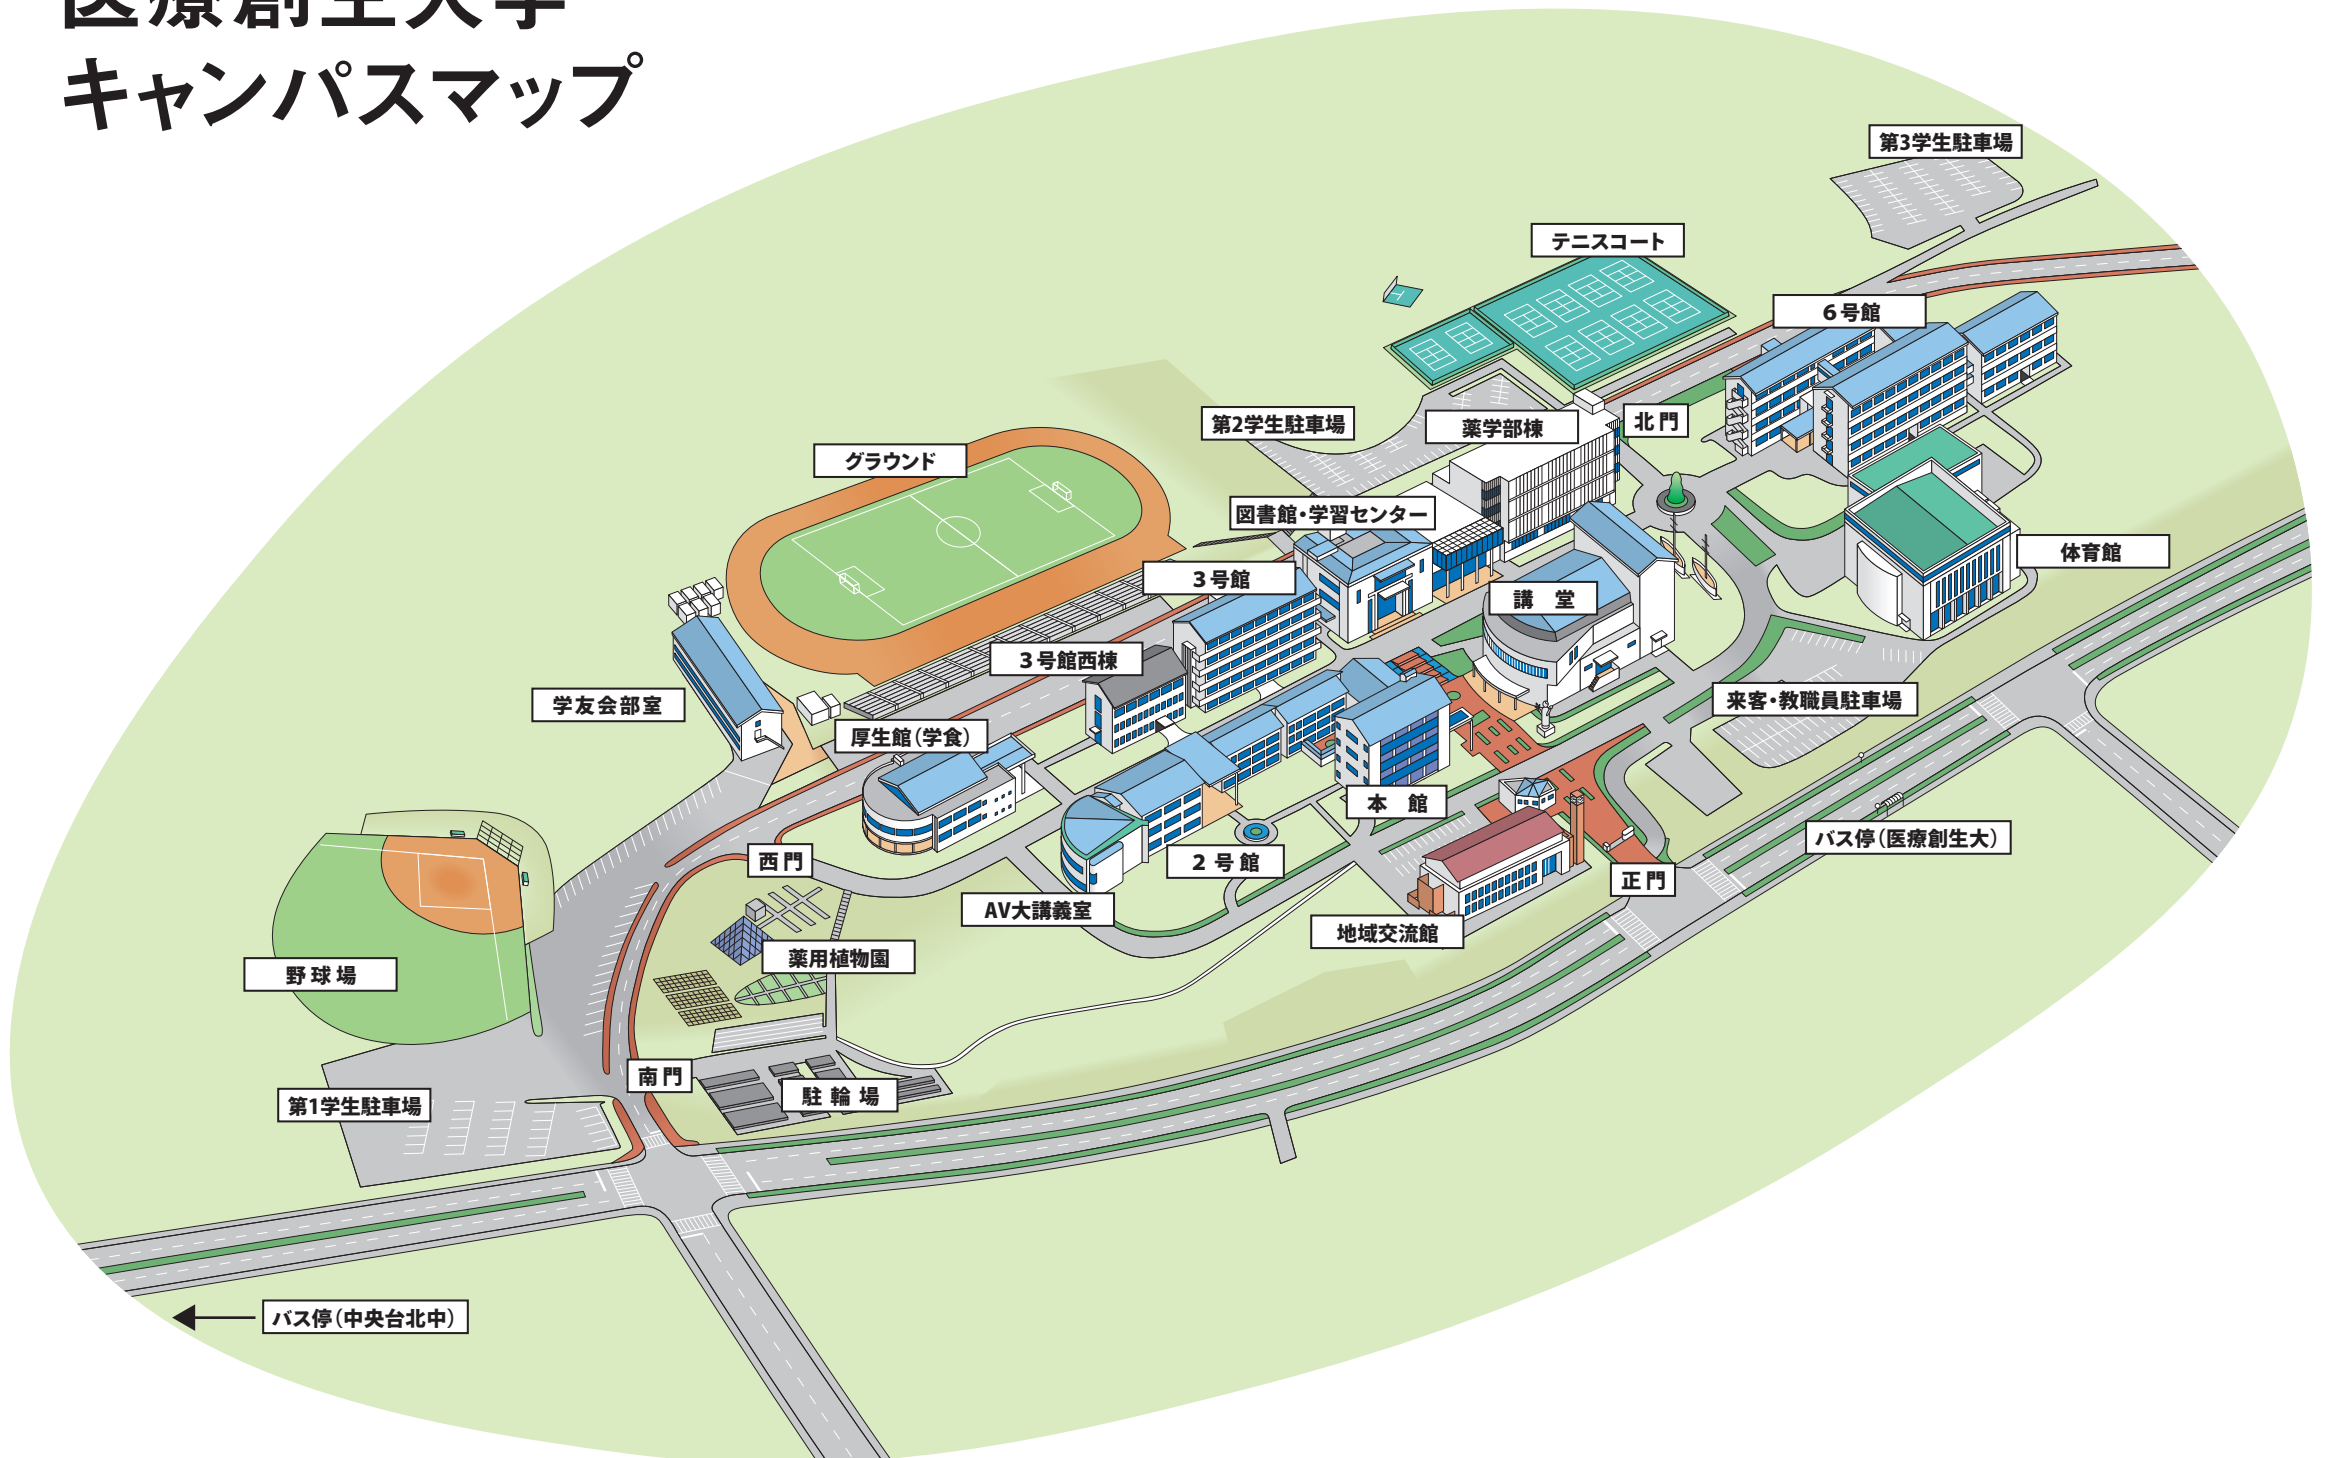 医療創生大学
キャンパスマップ
第3学生駐車場
テニスコート
6号館
第2学生駐車場
薬学部棟
北門
グラウンド
図書館・学習センター
体育館
3号館
講 堂
3号館西棟
学友会部室
来客・教職員駐車場
厚生館(学食)
本 館
バス停(医療創生大)
西門
2号館
正門
AV大講義室
地域交流館
薬用植物園
野球場
南門
駐輪場
第1学生駐車場
バス停(中央台北中)